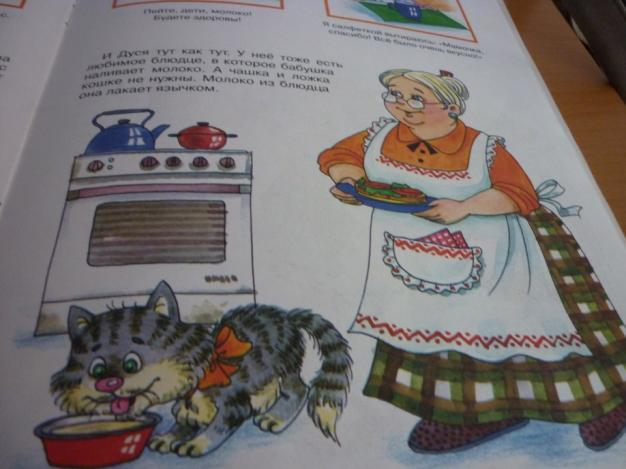 Пейте, дети, молоко!
Будете здоровы!
Я салфеткой вытираюсь: «Мамочка,
спасибо! Всё было очень вкусно!»
И Дуся тут как тут. У неё тоже есть
любимое блюдце, в которое бабушка
наливает молоко. А чашка и ложка
кошке не нужны. Молоко из блюдца
она лакает язычком.